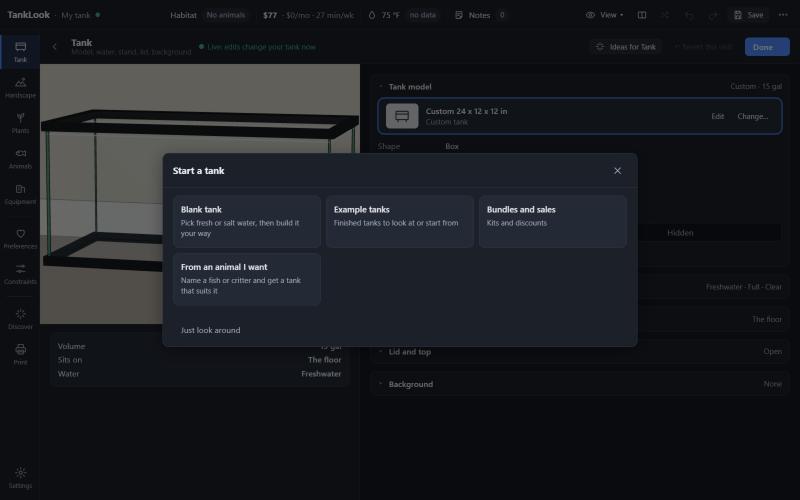 TankLook · My tank
Habitat No animals
$77 · $0/mo · 27 min/wk
75 °F no data
Notes 0
View
Save
Tank
Model, water, stand, lid, background
Live: edits change your tank now
Ideas for Tank
Revert this visit
Done
Tank
Hardscape
Plants
Animals
Equipment
Preferences
Constraints
Discover
Print
Settings
Tank model
Custom · 15 gal
Custom 24 x 12 x 12 in
Custom tank
Edit
Change...
Shape Box
Hidden
Freshwater · Full · Clear
The floor
Lid and top Open
Background None
Start a tank
Blank tank
Pick fresh or salt water, then build it
your way
Example tanks
Finished tanks to look at or start from
Bundles and sales
Kits and discounts
From an animal I want
Name a fish or critter and get a tank
that suits it
Just look around
Volume 15 gal
Sits on The floor
Water Freshwater